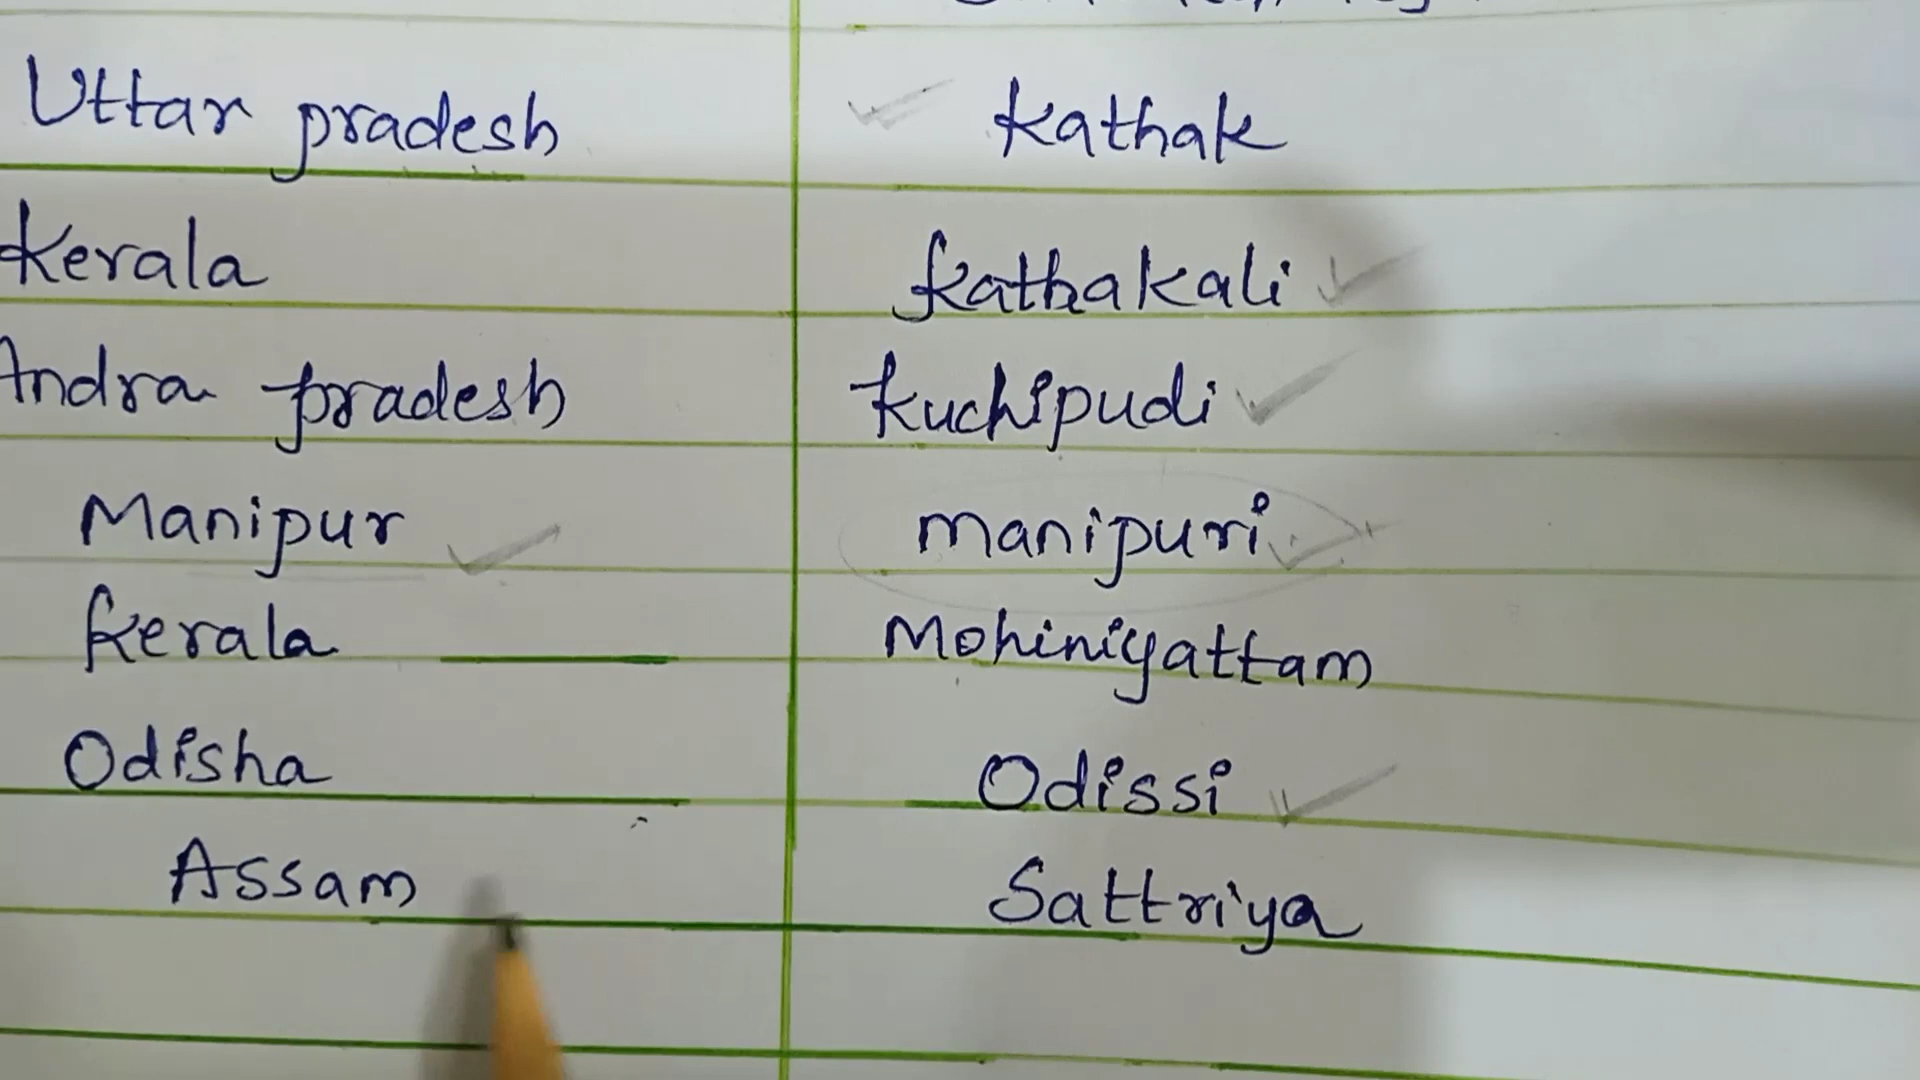 Uttar pradesh Kathak
Kerala Kathakali
Andra pradesh Kuchipudi
Manipur manipuri
Kerala Mohiniyattam
Odisha Odissi
Assam Sattriya